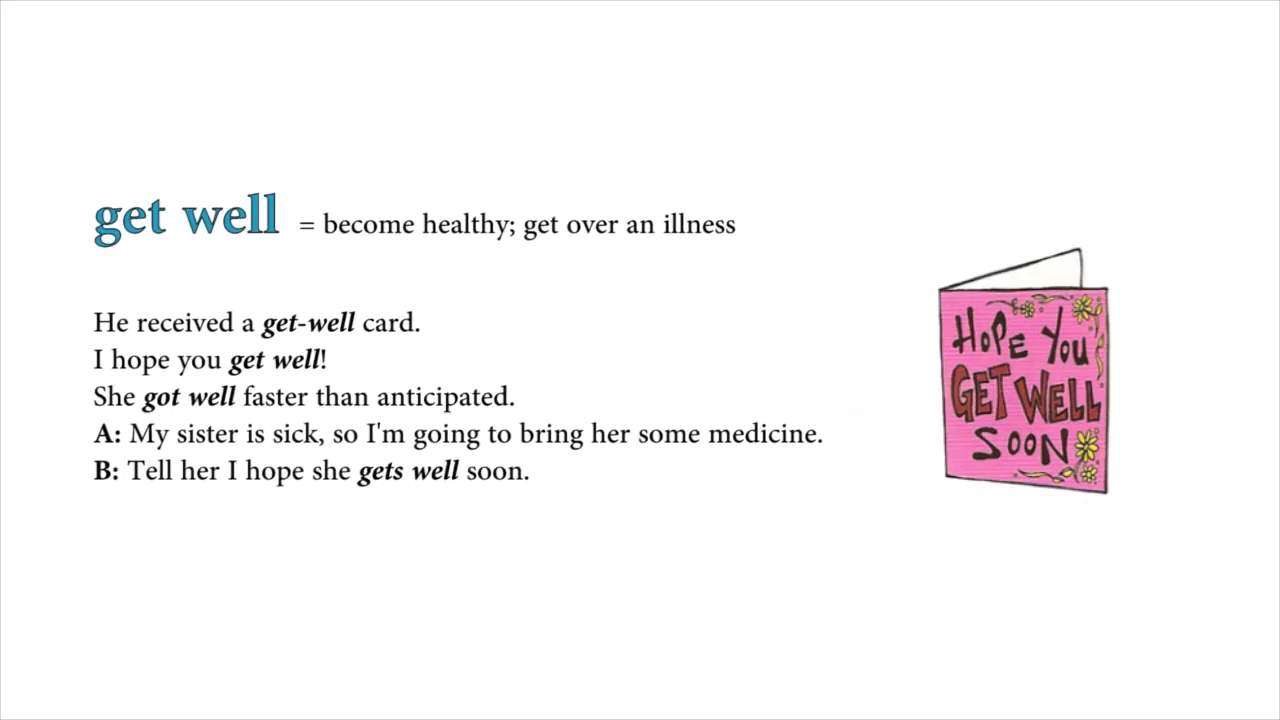 get well = become healthy; get over an illness
He received a get-well card.
I hope you get well!
She got well faster than anticipated.
A: My sister is sick, so I'm going to bring her some medicine.
B: Tell her I hope she gets well soon.
HOPE YOU
GET WELL
SOON